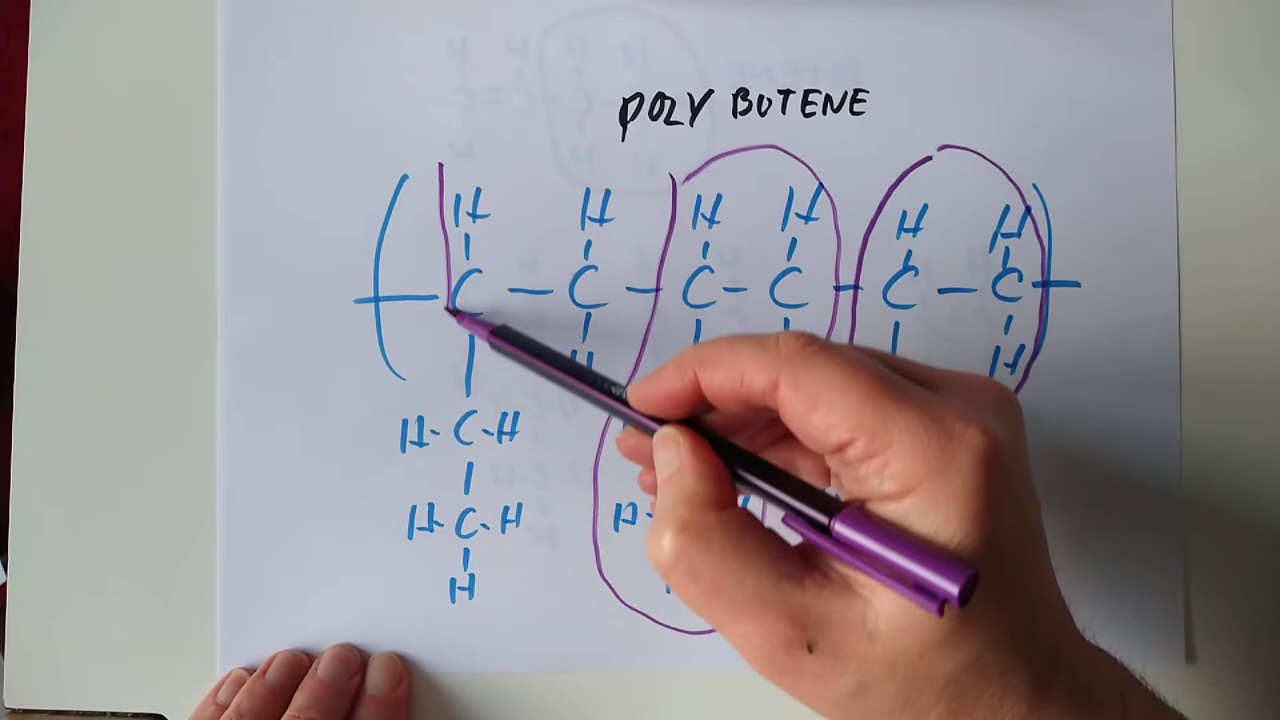 POLY BUTENE
H H H H H H
C — C — C – C — C — C
H H
H - C - H
H - C - H H -
H